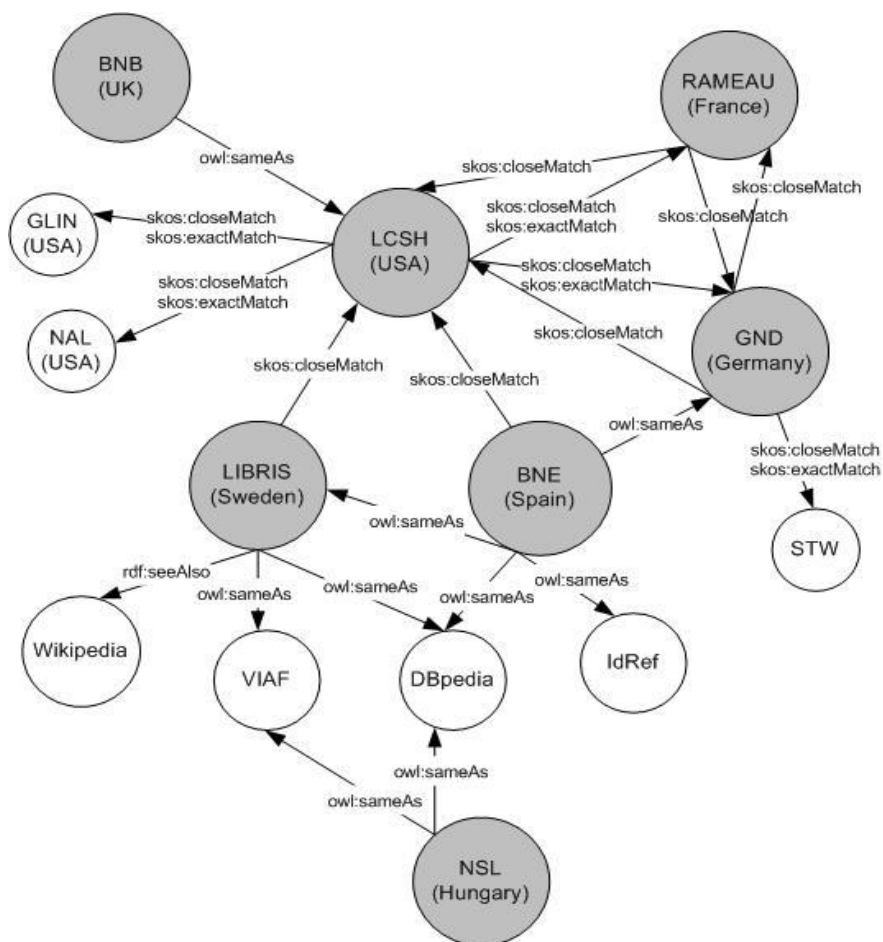 BNB
(UK)
RAMEAU
(France)
owl:sameAs
skos:closeMatch
skos:closeMatch
GLIN
(USA)
skos:closeMatch
skos:exactMatch
LCSH
(USA)
skos:closeMatch
skos:exactMatch
skos:closeMatch
skos:closeMatch
skos:exactMatch
skos:closeMatch
skos:exactMatch
NAL
(USA)
skos:closeMatch
GND
(Germany)
skos:closeMatch
skos:closeMatch
owl:sameAs
LIBRIS
(Sweden)
BNE
(Spain)
skos:closeMatch
skos:exactMatch
owl:sameAs
STW
rdf:seeAlso
owl:sameAs
owl:sameAs
owl:sameAs
owl:sameAs
Wikipedia
VIAF
DBpedia
IdRef
owl:sameAs
owl:sameAs
NSL
(Hungary)